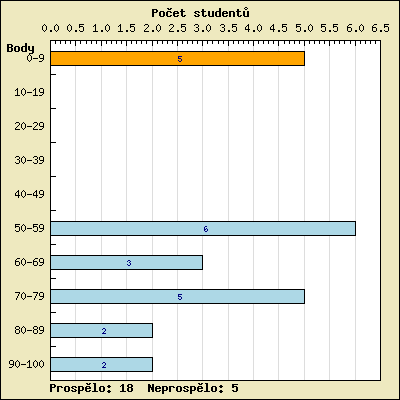 Počet studentů
0.0 0.5 1.0 1.5 2.0 2.5 3.0 3.5 4.0 4.5 5.0 5.5 6.0 6.5
Body
0-9 5
10-19
20-29
30-39
40-49
50-59 6
60-69 3
70-79 5
80-89 2
90-100 2
Prospělo: 18 Neprospělo: 5